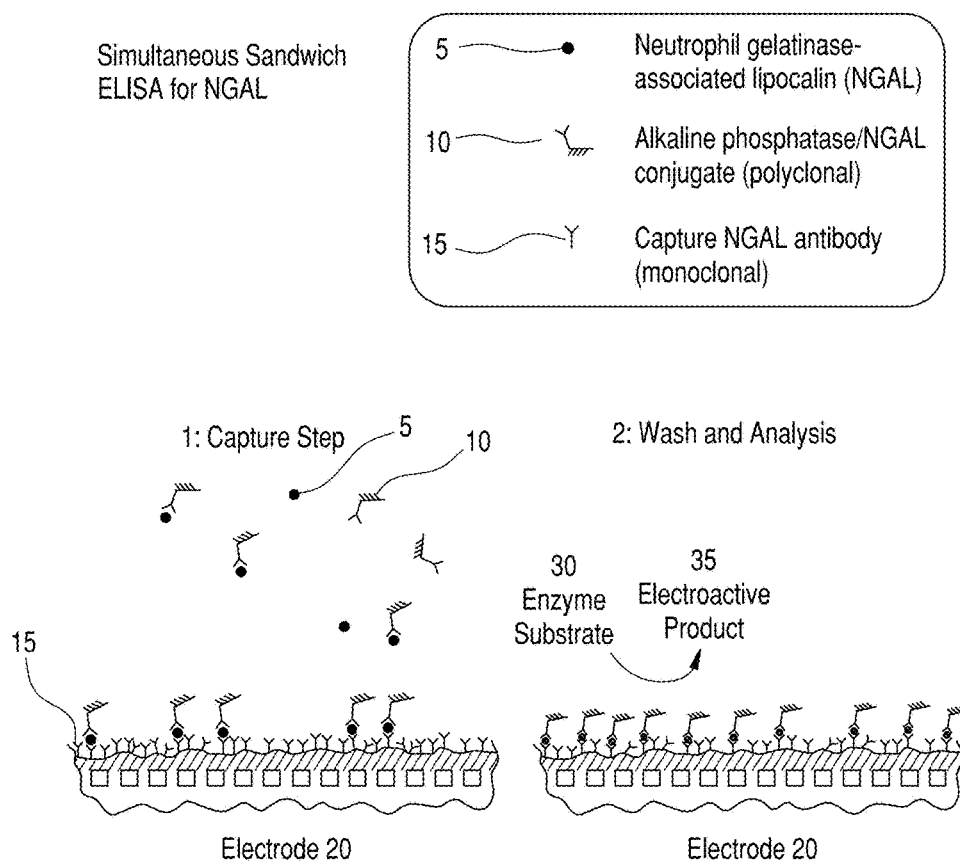 Simultaneous Sandwich
ELISA for NGAL
5
Neutrophil gelatinase-
associated lipocalin (NGAL)
10
Alkaline phosphatase/NGAL
conjugate (polyclonal)
15
Capture NGAL antibody
(monoclonal)
1: Capture Step
5
10
2: Wash and Analysis
30
Enzyme
Substrate
35
Electroactive
Product
15
Electrode 20
Electrode 20